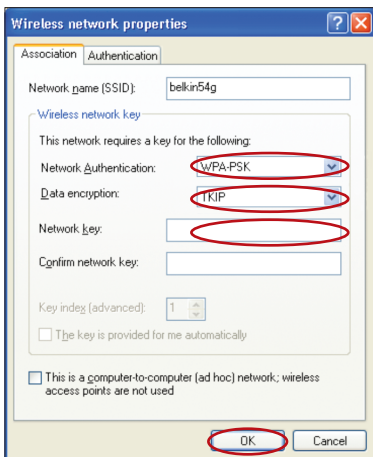 Wireless network properties
Association Authentication
Network name (SSID): belkin54g
Wireless network key
This network requires a key for the following:
Network Authentication: WPA-PSK
Data encryption: TKIP
Network key:
Confirm network key:
Key index (advanced): 1
The key is provided for me automatically
This is a computer-to-computer (ad hoc) network; wireless
access points are not used
OK Cancel